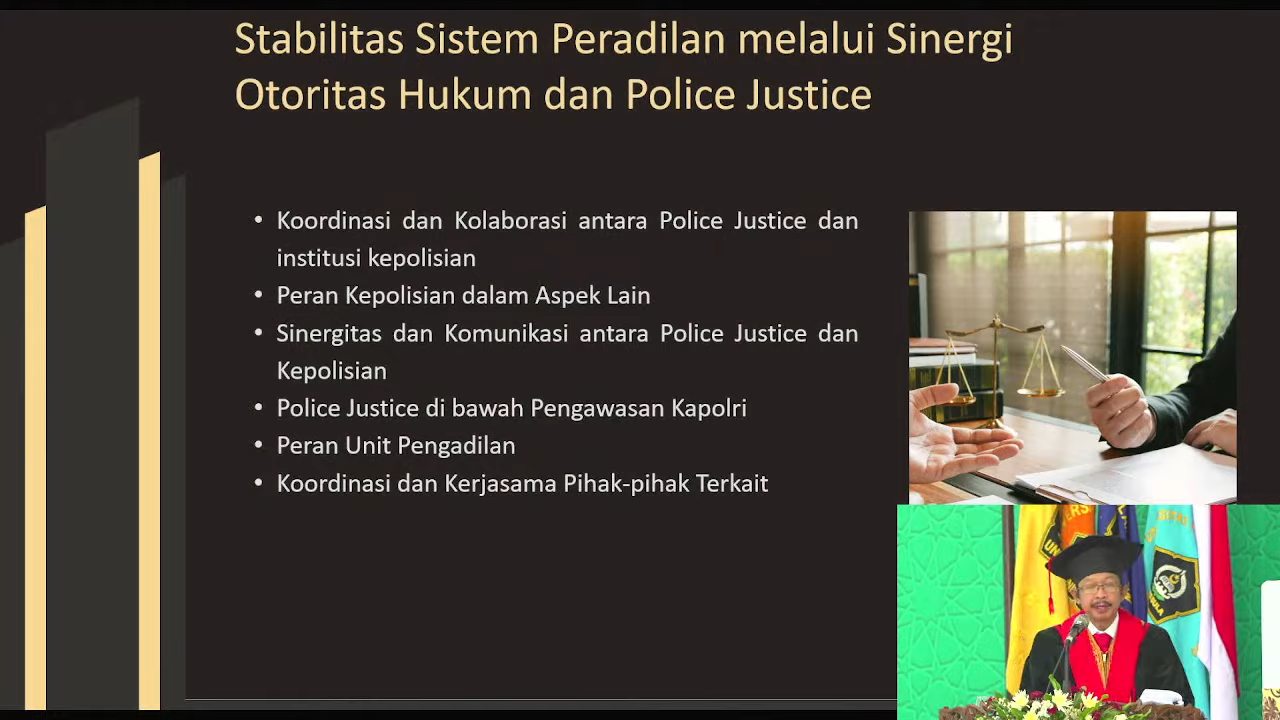 Stabilitas Sistem Peradilan melalui Sinergi
Otoritas Hukum dan Police Justice
• Koordinasi dan Kolaborasi antara Police Justice dan
institusi kepolisian
• Peran Kepolisian dalam Aspek Lain
• Sinergitas dan Komunikasi antara Police Justice dan
Kepolisian
• Police Justice di bawah Pengawasan Kapolri
• Peran Unit Pengadilan
• Koordinasi dan Kerjasama Pihak-pihak Terkait